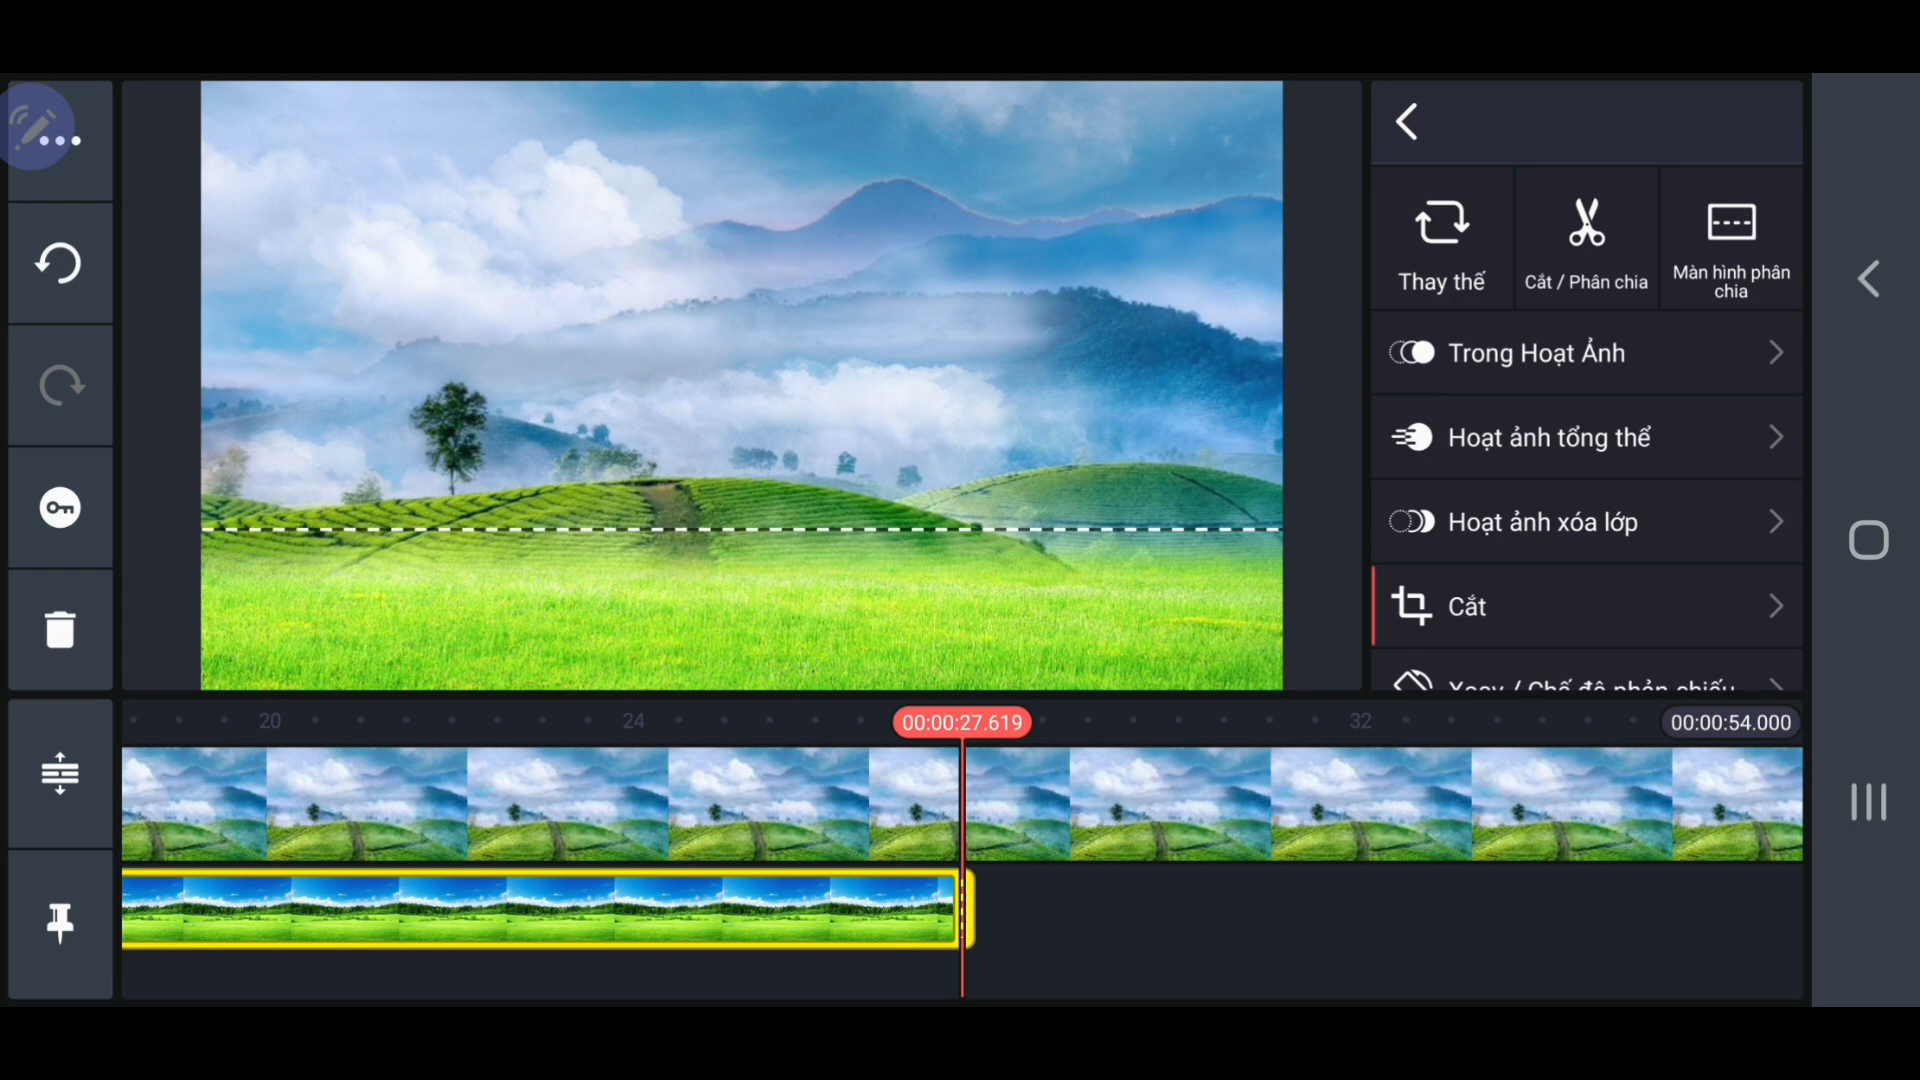 Thay thế
Cắt / Phân chia
Màn hình phân
chia
Trong Hoạt Ảnh
Hoạt ảnh tổng thể
Hoạt ảnh xóa lớp
Cắt
Xoay / Chế độ phản chiếu
20
24
00:00:27.619
32
00:00:54.000